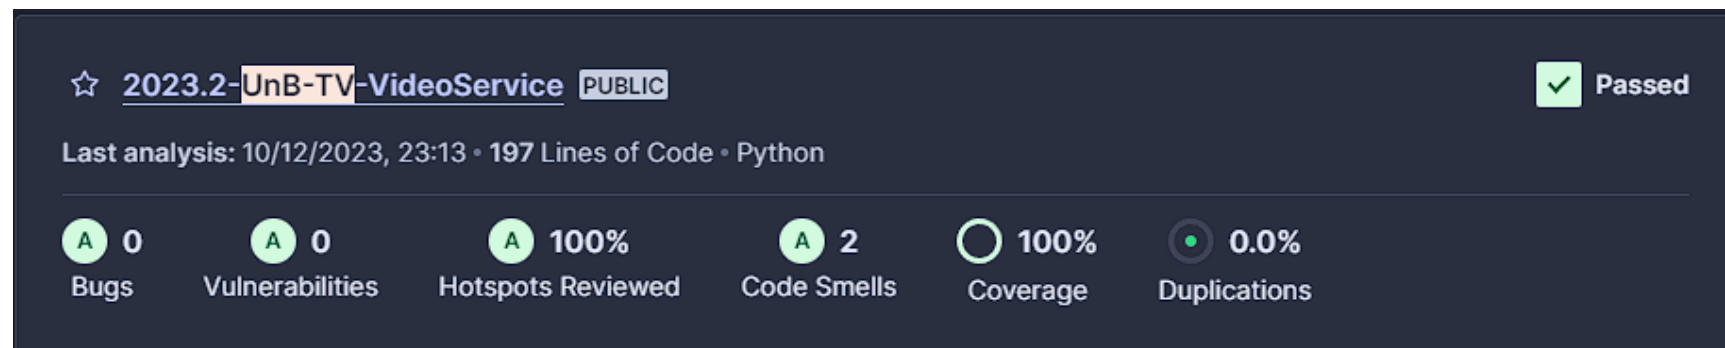 2023.2-UnB-TV-VideoService PUBLIC Passed
Last analysis: 10/12/2023, 23:13 • 197 Lines of Code • Python
A 0 A 0 A 100% A 2 100% 0.0%
Bugs Vulnerabilities Hotspots Reviewed Code Smells Coverage Duplications